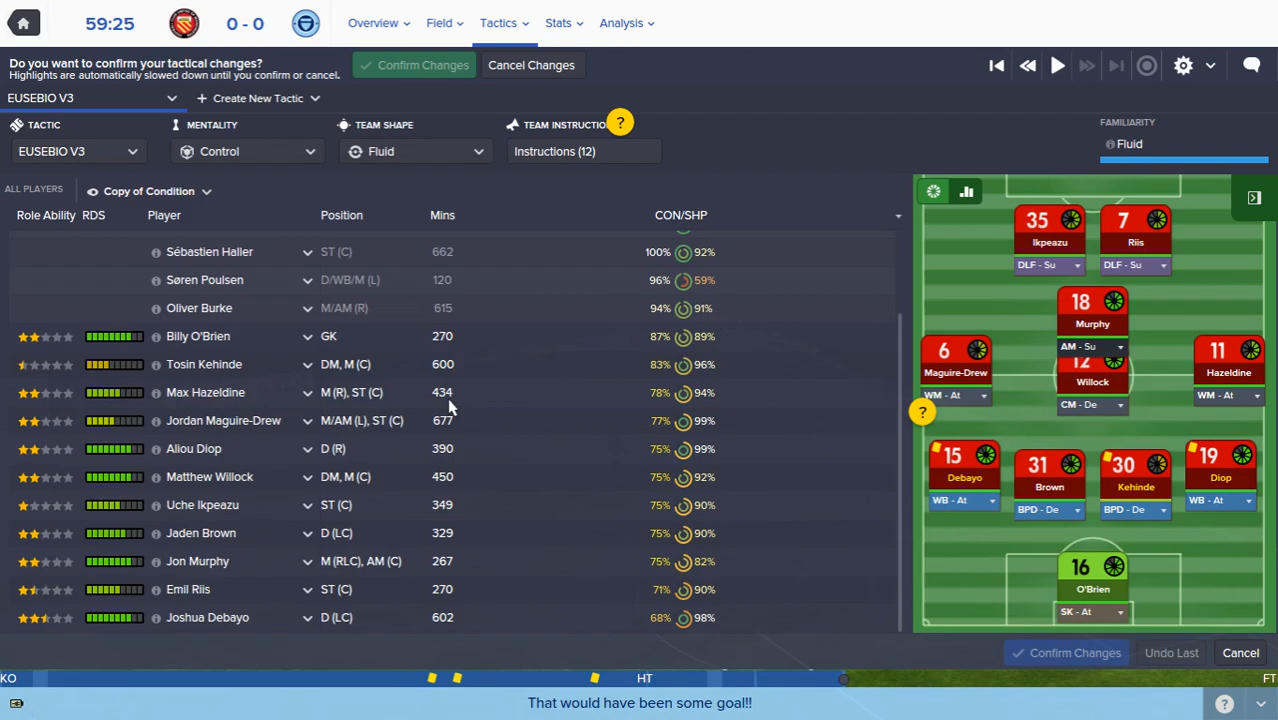 59:25 0 - 0 Overview Field Tactics Stats Analysis
Do you want to confirm your tactical changes?
Highlights are automatically slowed down until you confirm or cancel.
Confirm Changes Cancel Changes
EUSEBIO V3 + Create New Tactic
TACTIC MENTALITY TEAM SHAPE TEAM INSTRUCTIO ? FAMILIARITY
EUSEBIO V3 Control Fluid Instructions (12) Fluid
ALL PLAYERS Copy of Condition
Role Ability RDS Player Position Mins CON/SHP
Sébastien Haller ST (C) 662 100% 92%
Søren Poulsen D/WB/M (L) 120 96% 59%
Oliver Burke M/AM (R) 615 94% 91%
Billy O'Brien GK 270 87% 89%
Tosin Kehinde DM, M (C) 600 83% 96%
Max Hazeldine M (R), ST (C) 434 78% 94%
Jordan Maguire-Drew M/AM (L), ST (C) 677 77% 99%
Aliou Diop D (R) 390 75% 99%
Matthew Willock DM, M (C) 450 75% 92%
Uche Ikpeazu ST (C) 349 75% 90%
Jaden Brown D (LC) 329 75% 90%
Jon Murphy M (RLC), AM (C) 267 75% 82%
Emil Riis ST (C) 270 71% 90%
Joshua Debayo D (LC) 602 68% 98%
35 7
Ikpeazu Riis
DLF - Su DLF - Su
18
Murphy
AM - Su
6 12 11
Maguire-Drew Willock Hazeldine
WM - At CM - De WM - At
?
15 31 30 19
Debayo Brown Kehinde Diop
WB - At BPD - De BPD - De WB - At
16
O'Brien
SK - At
Confirm Changes Undo Last Cancel
KO HT FT
That would have been some goal!! ?